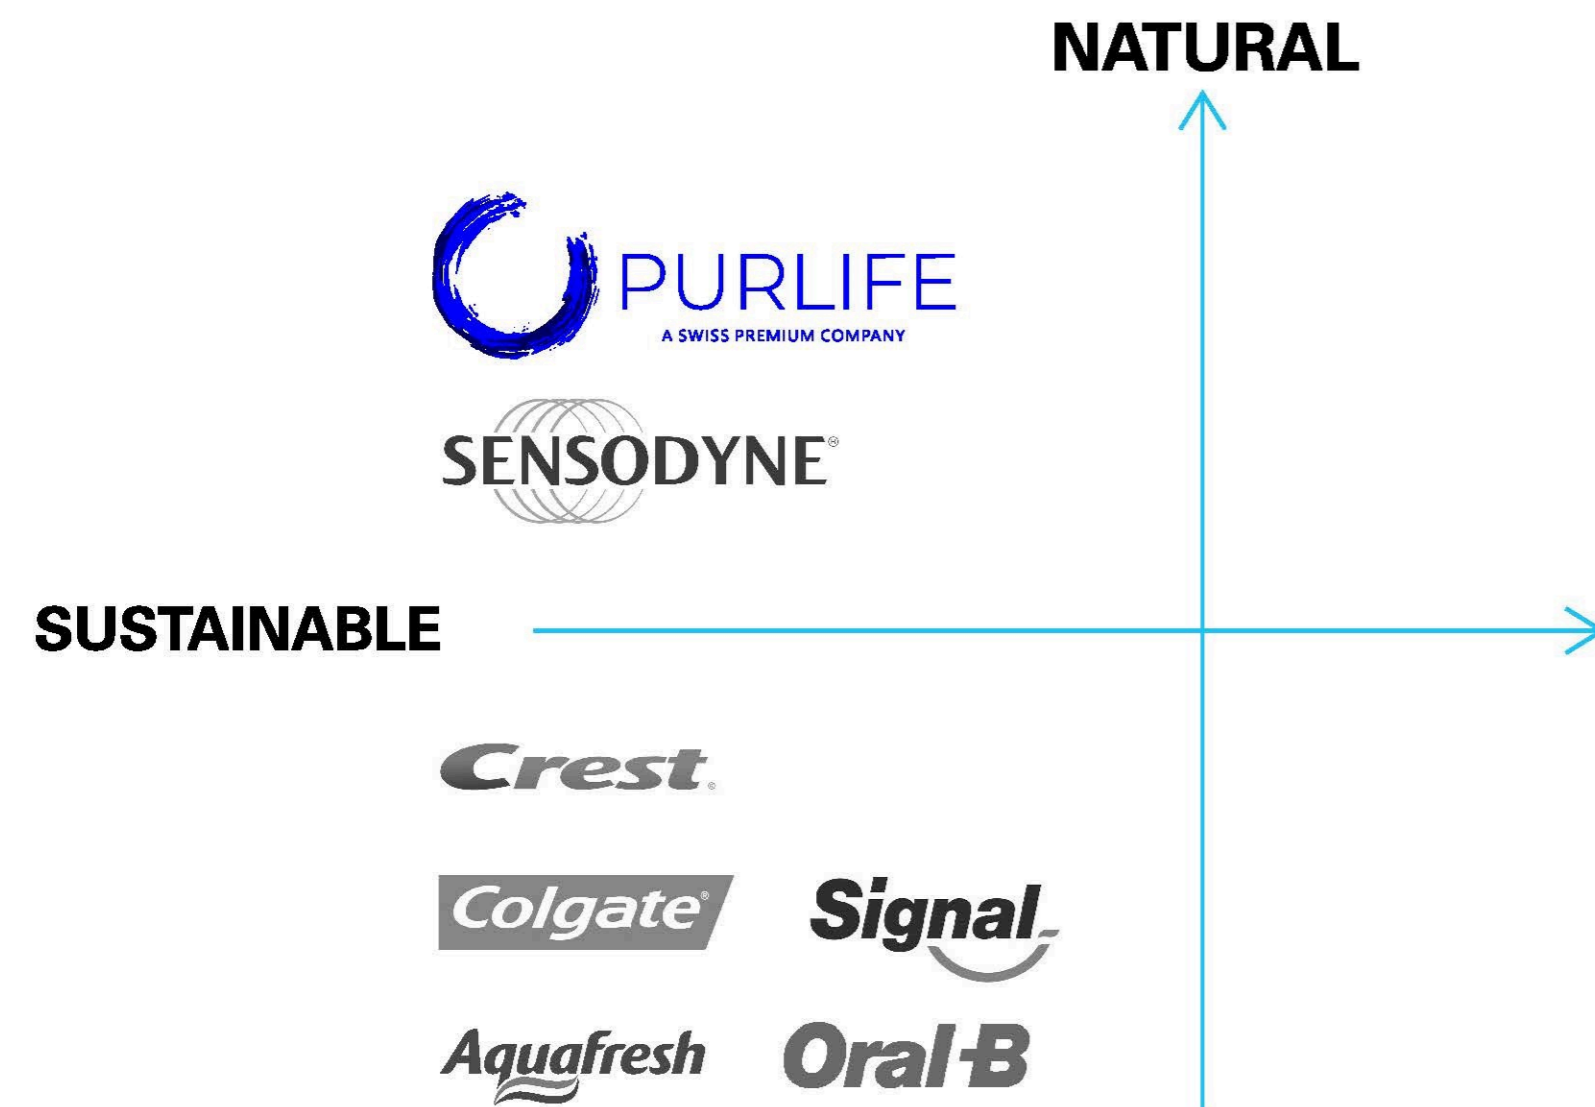 NATURAL
PURLIFE
A SWISS PREMIUM COMPANY
SENSODYNE®
SUSTAINABLE
Crest
Colgate®
Signal
Aquafresh
Oral-B